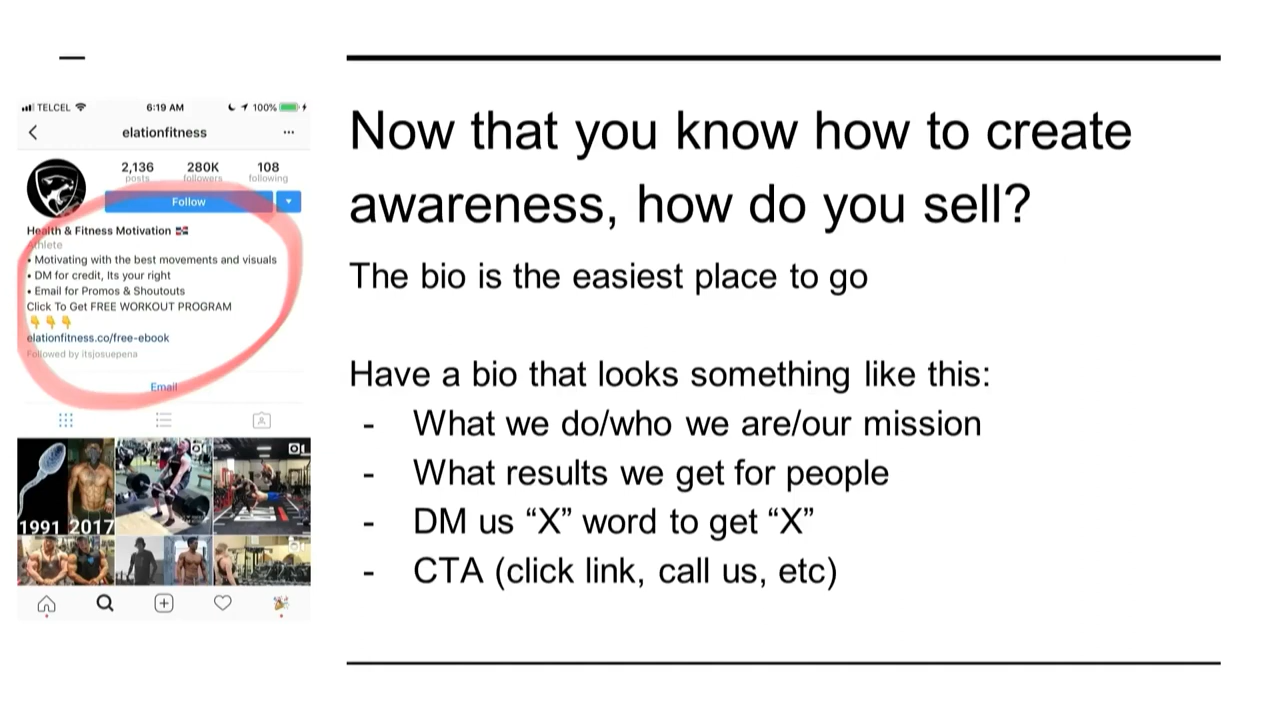 TELCEL 6:19 AM 100%
elationfitness
2,136 280K 108
posts followers following
Follow
Health & Fitness Motivation
Athlete
• Motivating with the best movements and visuals
• DM for credit, Its your right
• Email for Promos & Shoutouts
Click To Get FREE WORKOUT PROGRAM
elationfitness.co/free-ebook
Followed by itsjosuepena
Email
1991 2017
Now that you know how to create
awareness, how do you sell?
The bio is the easiest place to go
Have a bio that looks something like this:
- What we do/who we are/our mission
- What results we get for people
- DM us “X” word to get “X”
- CTA (click link, call us, etc)